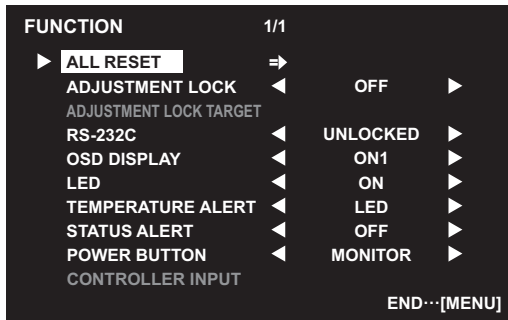 FUNCTION 1/1
ALL RESET
ADJUSTMENT LOCK OFF
ADJUSTMENT LOCK TARGET
RS-232C UNLOCKED
OSD DISPLAY ON1
LED ON
TEMPERATURE ALERT LED
STATUS ALERT OFF
POWER BUTTON MONITOR
CONTROLLER INPUT
END···[MENU]